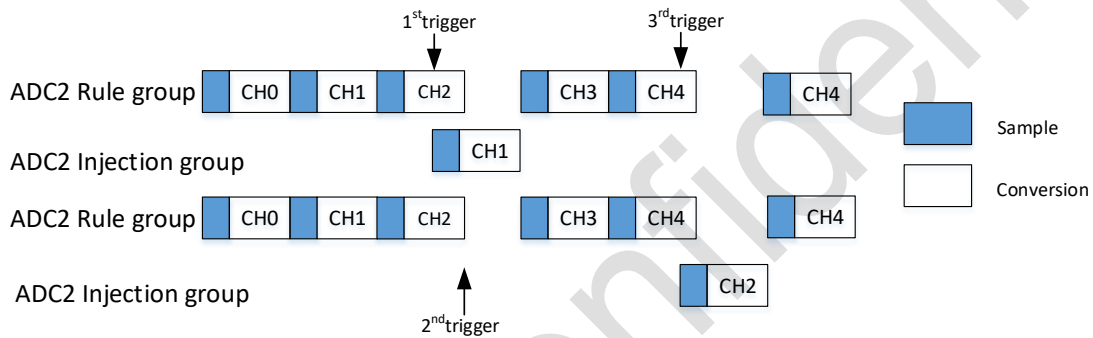 1st trigger 3rd trigger
ADC2 Rule group CH0 CH1 CH2 CH3 CH4 CH4
Sample
CH1
ADC2 Injection group
Conversion
ADC2 Rule group CH0 CH1 CH2 CH3 CH4 CH4
CH2
ADC2 Injection group
2nd trigger